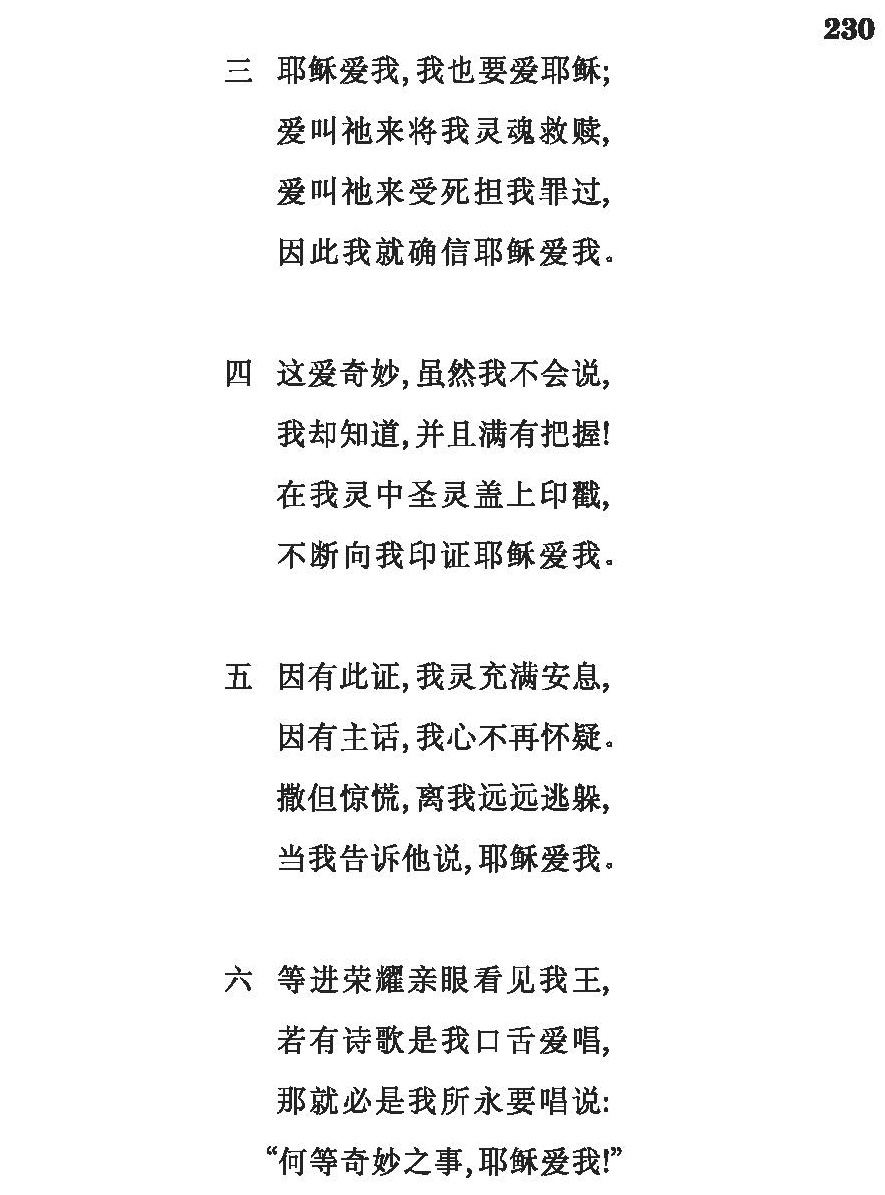 230
三 耶稣爱我,我也要爱耶稣;
爱叫祂来将我灵魂救赎,
爱叫祂来受死担我罪过,
因此我就确信耶稣爱我。
四 这爱奇妙,虽然我不会说,
我却知道,并且满有把握!
在我灵中圣灵盖上印戳,
不断向我印证耶稣爱我。
五 因有此证,我灵充满安息,
因有主话,我心不再怀疑。
撒但惊慌,离我远远逃躲,
当我告诉他说,耶稣爱我。
六 等进荣耀亲眼看见我王,
若有诗歌是我口舌爱唱,
那就必是我所永要唱说:
“何等奇妙之事,耶稣爱我!”